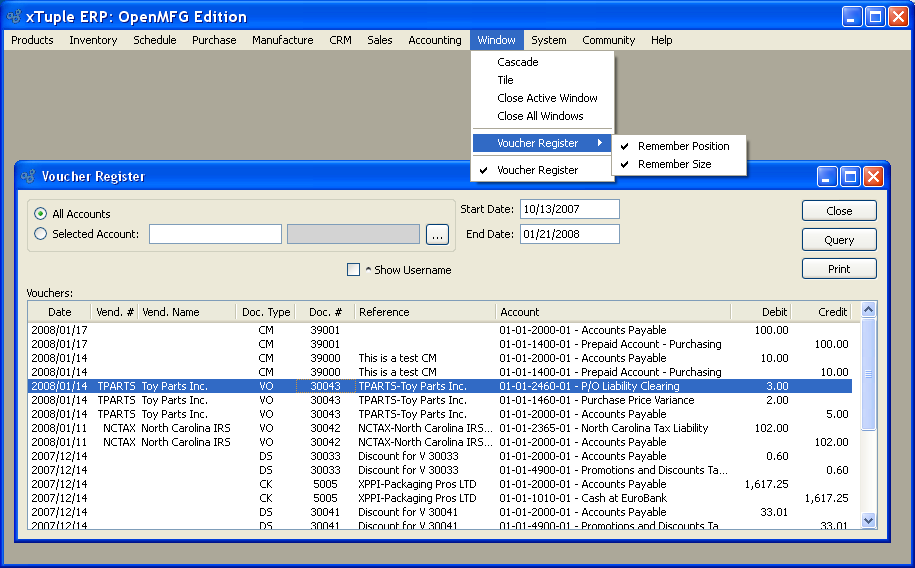 xTuple ERP: OpenMFG Edition
Products Inventory Schedule Purchase Manufacture CRM Sales Accounting Window System Community Help
Cascade
Tile
Close Active Window
Close All Windows
Voucher Register
Remember Position
Remember Size
Voucher Register
Voucher Register
All Accounts
Selected Account: ...
Start Date: 10/13/2007
End Date: 01/21/2008
Close
Query
Print
^ Show Username
Vouchers:
Date Vend. # Vend. Name Doc. Type Doc. # Reference Account Debit Credit
2008/01/17 CM 39001 01-01-2000-01 - Accounts Payable 100.00
2008/01/17 CM 39001 01-01-1400-01 - Prepaid Account - Purchasing 100.00
2008/01/14 CM 39000 This is a test CM 01-01-2000-01 - Accounts Payable 10.00
2008/01/14 CM 39000 This is a test CM 01-01-1400-01 - Prepaid Account - Purchasing 10.00
2008/01/14 TPARTS Toy Parts Inc. VO 30043 TPARTS-Toy Parts Inc. 01-01-2460-01 - P/O Liability Clearing 3.00
2008/01/14 TPARTS Toy Parts Inc. VO 30043 TPARTS-Toy Parts Inc. 01-01-1460-01 - Purchase Price Variance 2.00
2008/01/14 TPARTS Toy Parts Inc. VO 30043 TPARTS-Toy Parts Inc. 01-01-2000-01 - Accounts Payable 5.00
2008/01/11 NCTAX North Carolina IRS VO 30042 NCTAX-North Carolina IRS... 01-01-2365-01 - North Carolina Tax Liability 102.00
2008/01/11 NCTAX North Carolina IRS VO 30042 NCTAX-North Carolina IRS... 01-01-2000-01 - Accounts Payable 102.00
2007/12/14 DS 30033 Discount for V 30033 01-01-2000-01 - Accounts Payable 0.60
2007/12/14 DS 30033 Discount for V 30033 01-01-4900-01 - Promotions and Discounts Ta... 0.60
2007/12/14 CK 5005 XPPI-Packaging Pros LTD 01-01-2000-01 - Accounts Payable 1,617.25
2007/12/14 CK 5005 XPPI-Packaging Pros LTD 01-01-1010-01 - Cash at EuroBank 1,617.25
2007/12/14 DS 30041 Discount for V 30041 01-01-2000-01 - Accounts Payable 33.01
2007/12/14 DS 30041 Discount for V 30041 01-01-4900-01 - Promotions and Discounts Ta... 33.01